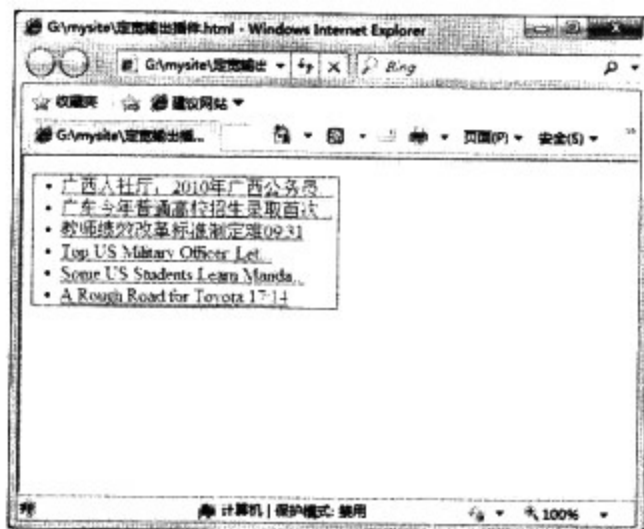 G:\mysite\定宽输出插件.html - Windows Internet Explorer
G:\mysite\定宽输出 Bing
收藏夹 建议网站
G:\mysite\定宽输出插... 页面(P) 安全(S) »
• 广西人社厅，2010年广西公务员...
• 广东今年普通高校招生录取首次...
• 教师绩效改革标准制定难09:31
• Top US Military Officer Let...
• Some US Students Learn Manda...
• A Rough Road for Toyota 17:14
计算机 | 保护模式: 禁用 100%